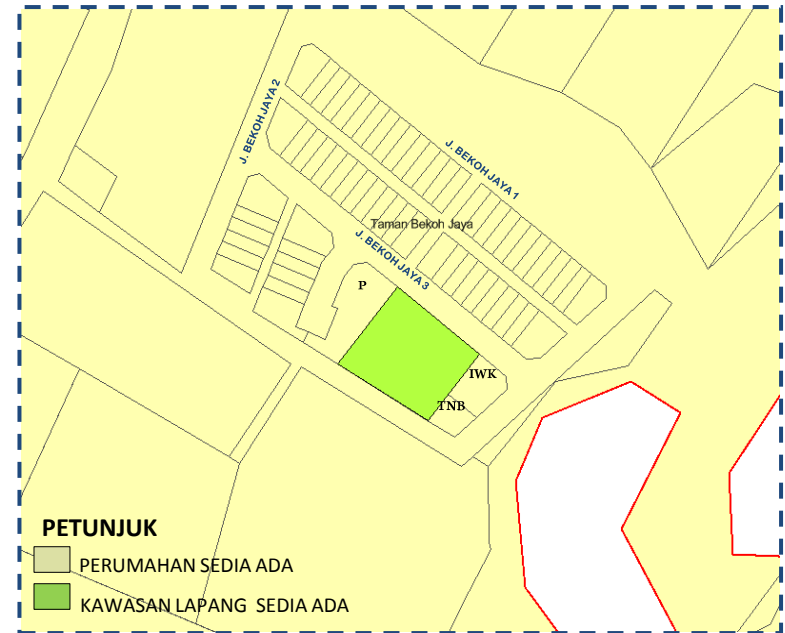 J. BEKOH JAYA 2
J. BEKOH JAYA 1
Taman Bekoh Jaya
J. BEKOH JAYA 3
P
IWK
TNB
PETUNJUK
PERUMAHAN SEDIA ADA
KAWASAN LAPANG SEDIA ADA